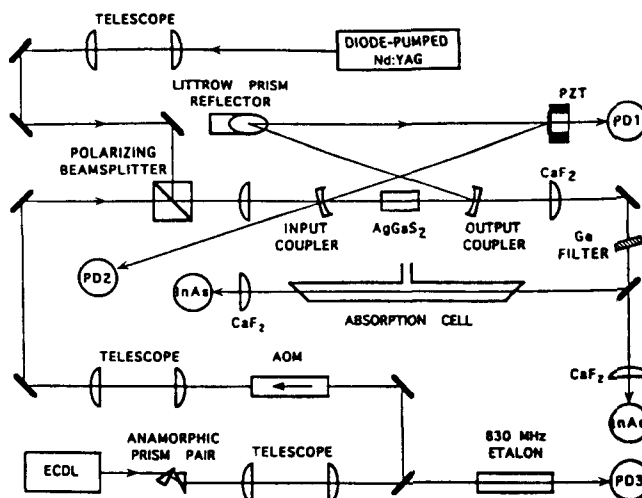 TELESCOPE
DIODE-PUMPED
Nd:YAG
LITTROW PRISM
REFLECTOR
PZT
PD1
POLARIZING
BEAMSPLITTER
CaF2
INPUT
COUPLER
AgGaS2
OUTPUT
COUPLER
Ge
FILTER
PD2
InAs
CaF2
ABSORPTION CELL
TELESCOPE
AOM
CaF2
InAs
ANAMORPHIC
PRISM PAIR
TELESCOPE
830 MHz
ETALON
ECDL
PD3